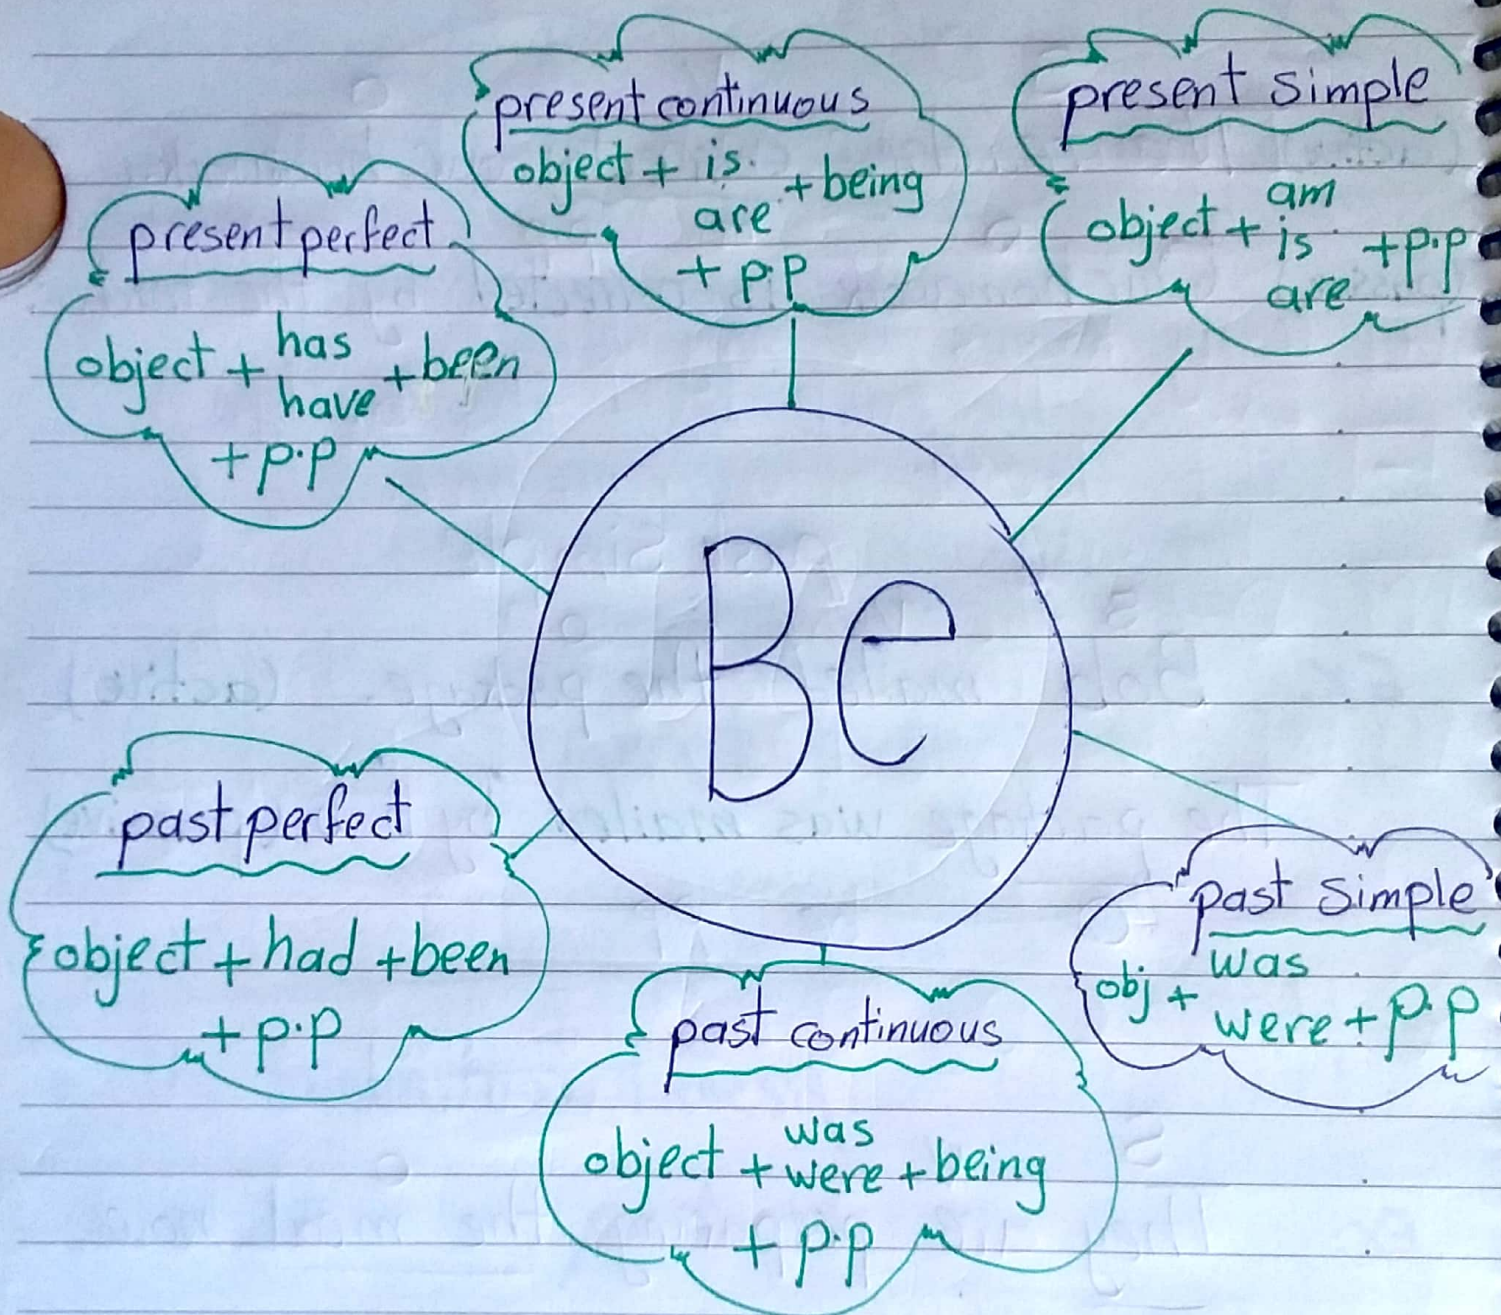 present perfect
object + has
have + been
+ p.p
present continuous
object + is
are + being
+ p.p
present simple
object + am
is
are + p.p
Be
past perfect
object + had + been
+ p.p
past continuous
object + was
were + being
+ p.p
past simple
obj + was
were + p.p